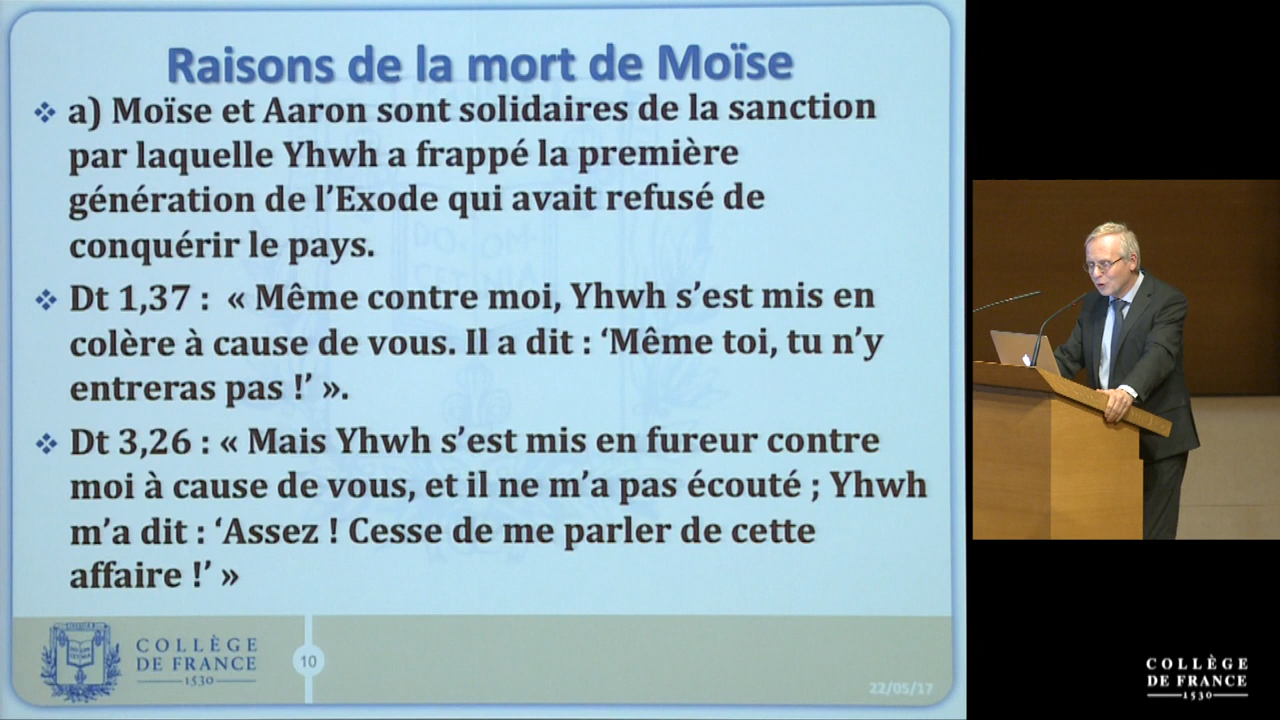 Raisons de la mort de Moïse
❖ a) Moïse et Aaron sont solidaires de la sanction
par laquelle Yhwh a frappé la première
génération de l’Exode qui avait refusé de
conquérir le pays.
❖ Dt 1,37 : « Même contre moi, Yhwh s’est mis en
colère à cause de vous. Il a dit : ‘Même toi, tu n’y
entreras pas !’ ».
❖ Dt 3,26 : « Mais Yhwh s’est mis en fureur contre
moi à cause de vous, et il ne m’a pas écouté ; Yhwh
m’a dit : ‘Assez ! Cesse de me parler de cette
affaire !’ »
COLLÈGE
DE FRANCE
1530
10
22/05/17
COLLÈGE
DE FRANCE
1530